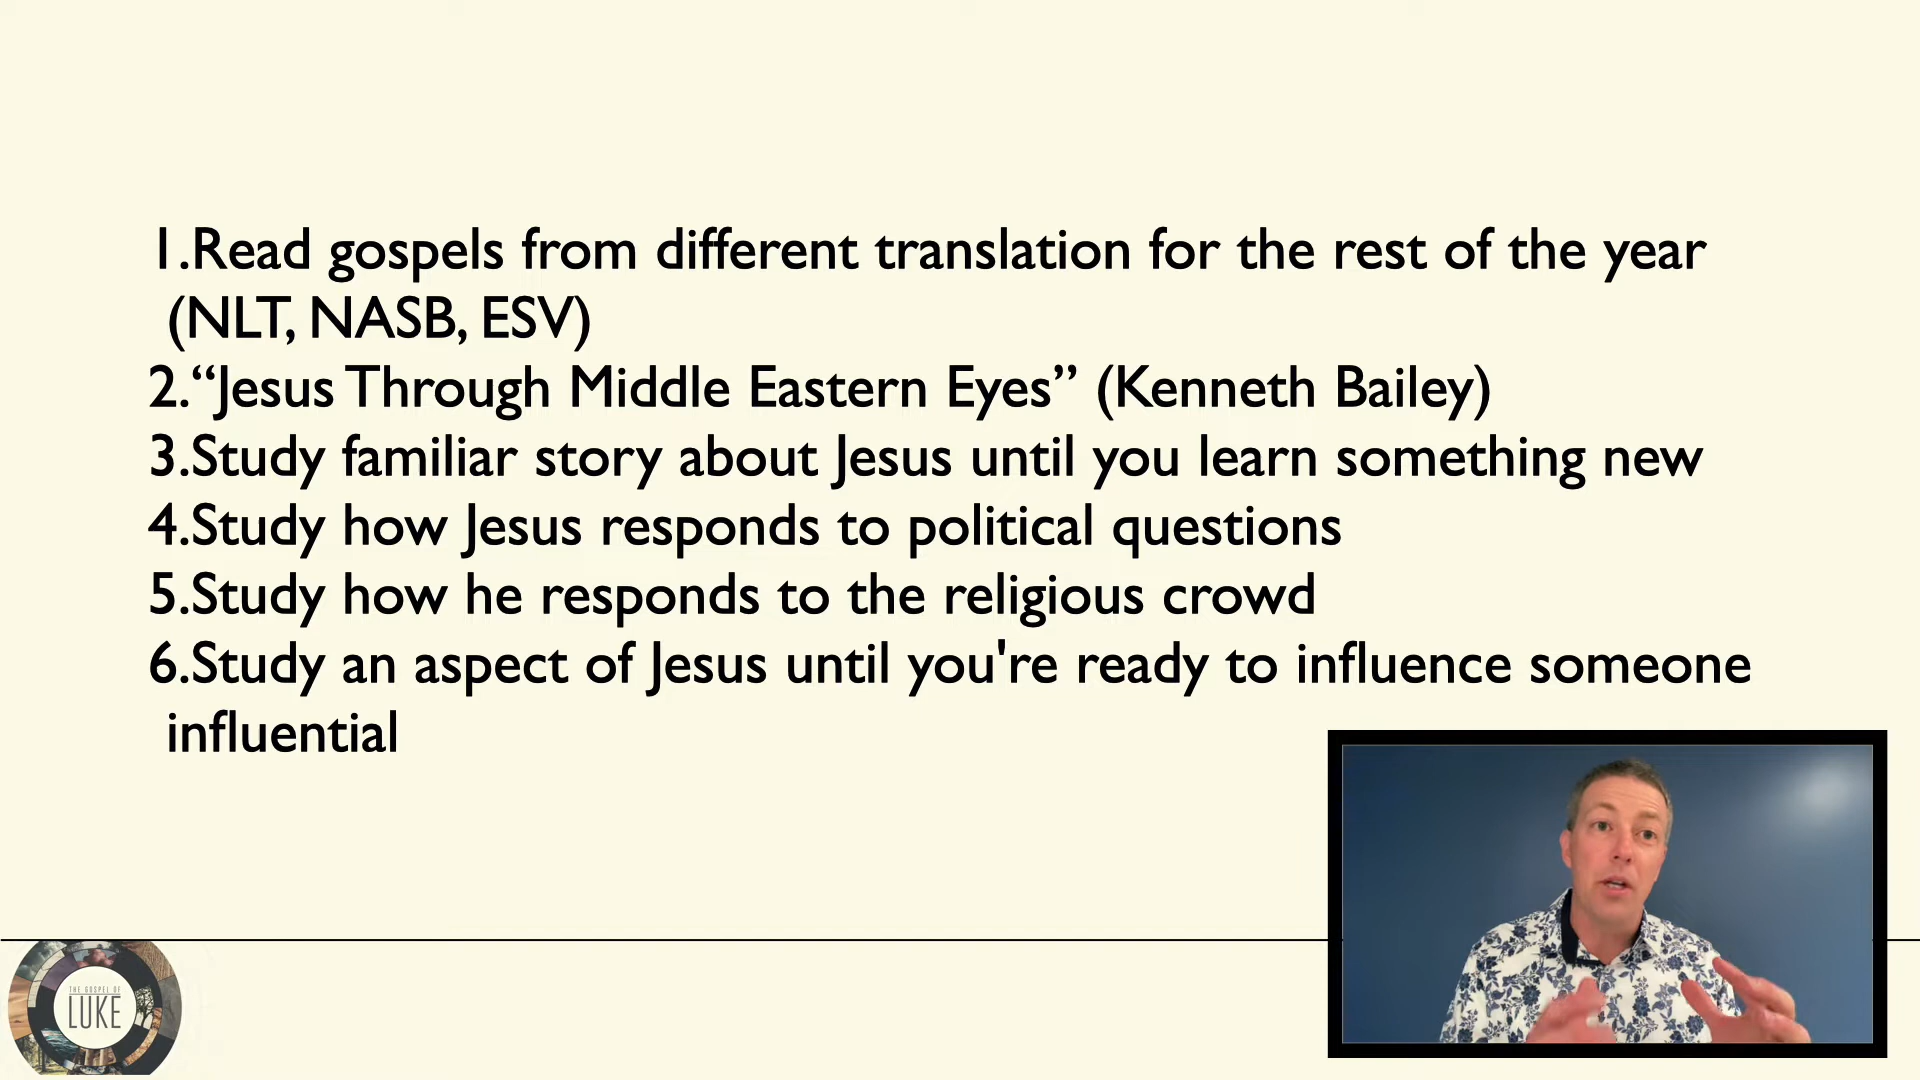 1.Read gospels from different translation for the rest of the year
(NLT, NASB, ESV)
2.“Jesus Through Middle Eastern Eyes” (Kenneth Bailey)
3.Study familiar story about Jesus until you learn something new
4.Study how Jesus responds to political questions
5.Study how he responds to the religious crowd
6.Study an aspect of Jesus until you're ready to influence someone
influential
THE GOSPEL OF
LUKE